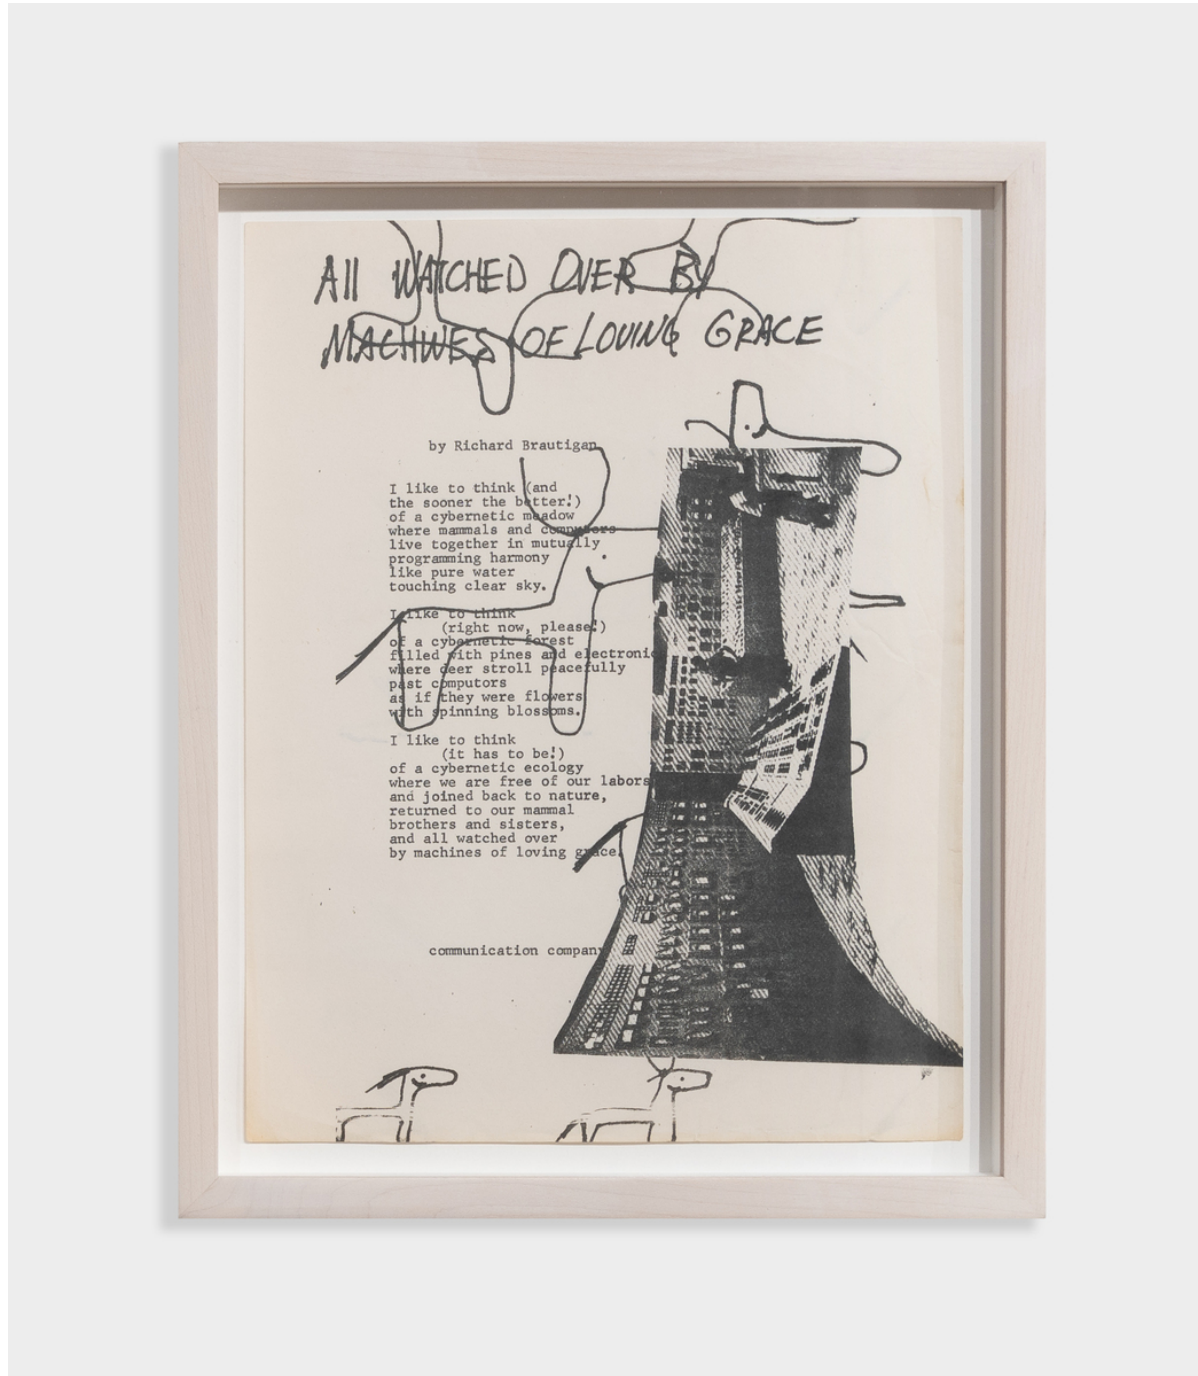 All WATCHED OVER BY
MACHINES OF LOVING GRACE
by Richard Brautigan
I like to think (and
the sooner the better!)
of a cybernetic meadow
where mammals and computers
live together in mutually
programming harmony
like pure water
touching clear sky.
I like to think
(right now, please!)
of a cybernetic forest
filled with pines and electronic
where deer stroll peacefully
past computors
as if they were flowers
with spinning blossoms.
I like to think
(it has to be!)
of a cybernetic ecology
where we are free of our labors
and joined back to nature,
returned to our mammal
brothers and sisters,
and all watched over
by machines of loving grace.
communication company